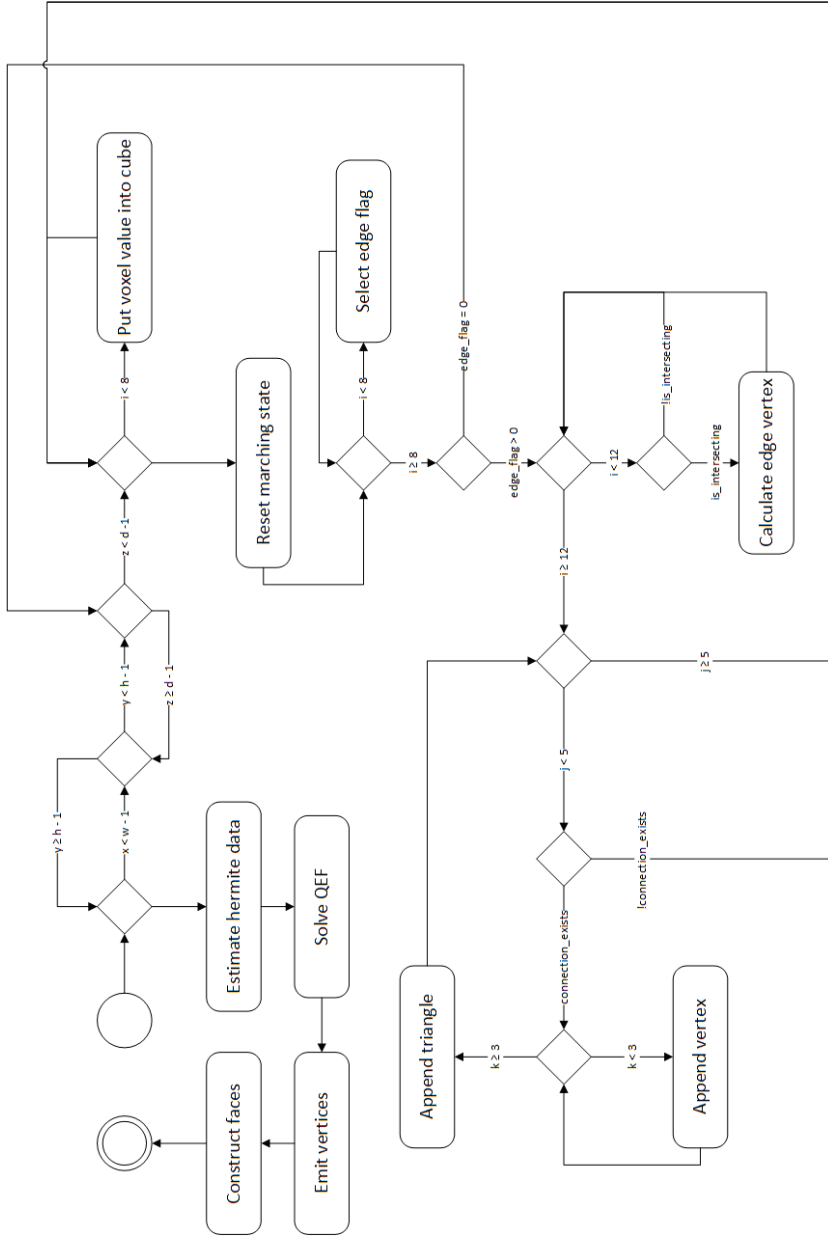 x < w - 1
y ≥ h - 1
y < h - 1
z ≥ d - 1
z < d -1
i < 8
Put voxel value into cube
Reset marching state
i < 8
Select edge flag
i ≥ 8
edge_flag = 0
edge_flag > 0
i < 12
!is_intersecting
is_intersecting
Calculate edge vertex
i ≥ 12
j < 5
j ≥ 5
connection_exists
!connection_exists
k ≥ 3
Append triangle
k < 3
Append vertex
Estimate hermite data
Solve QEF
Emit vertices
Construct faces